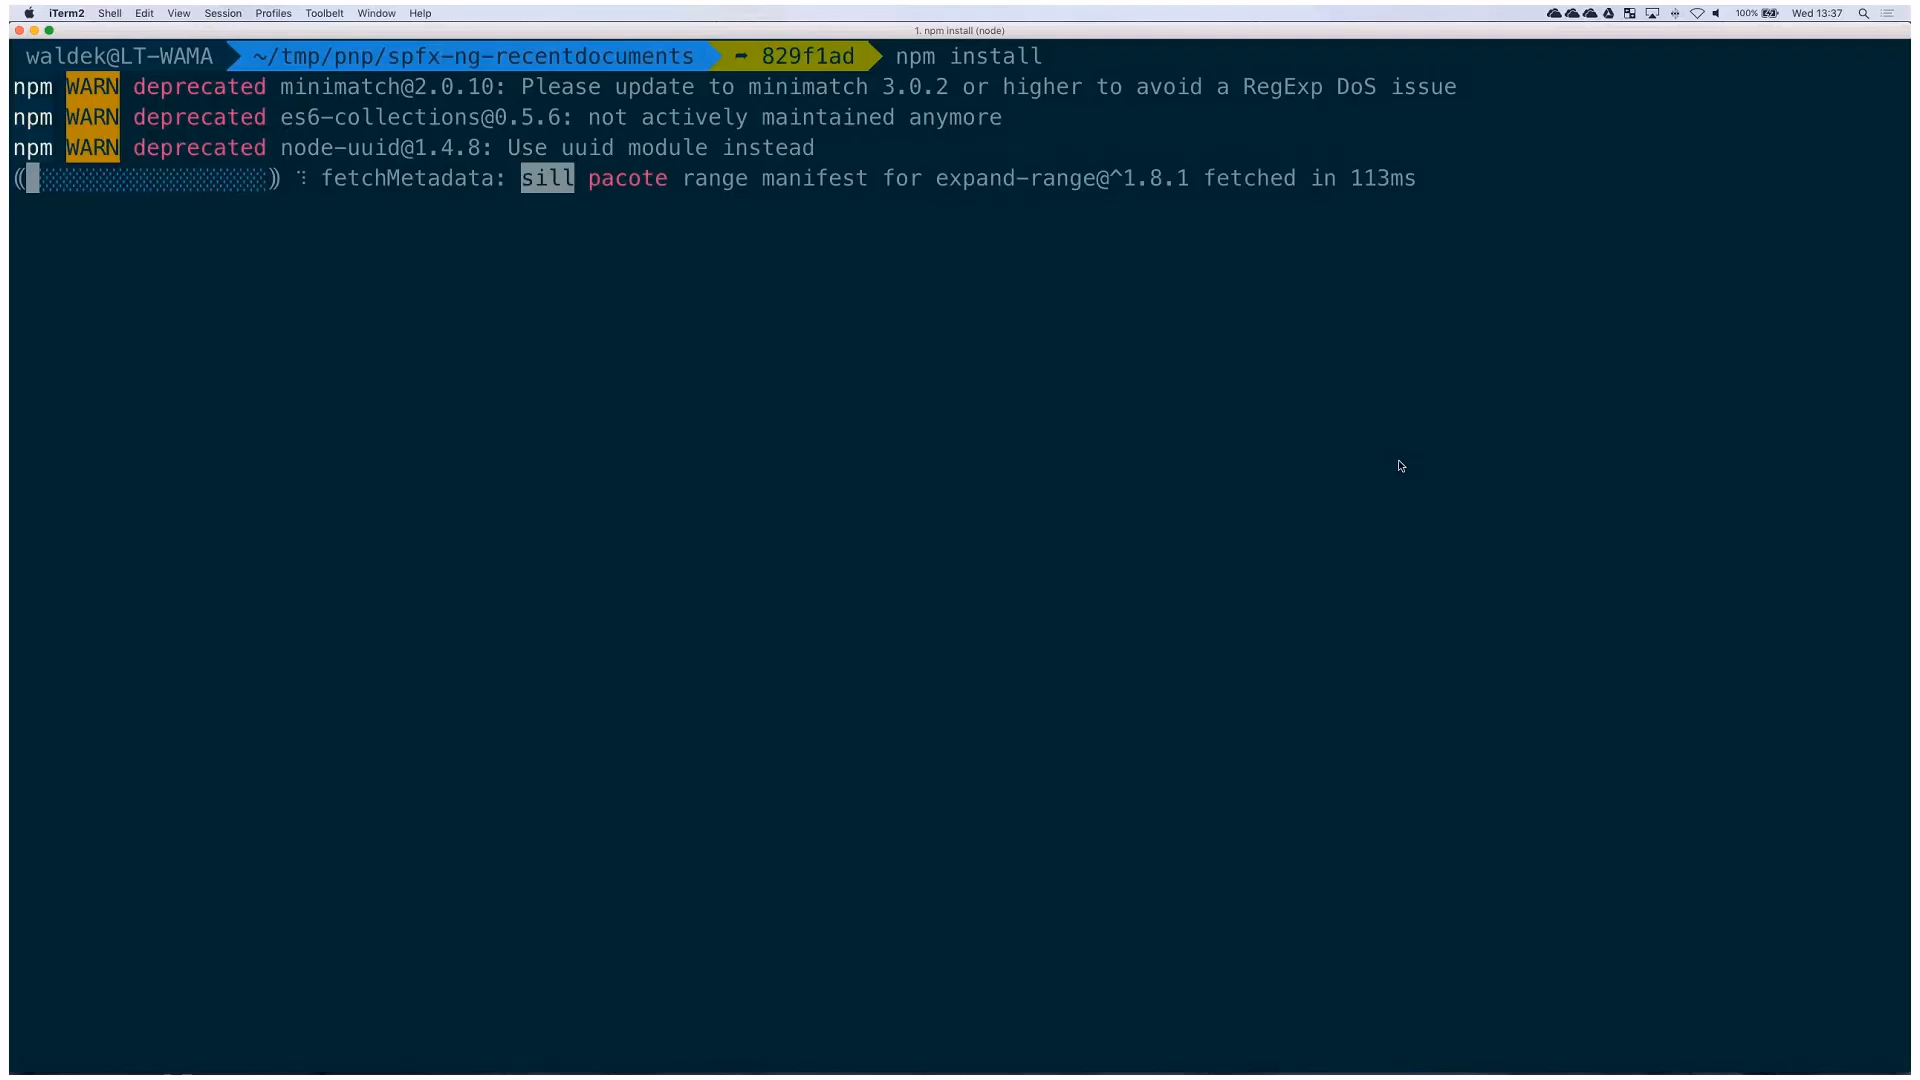 iTerm2 Shell Edit View Session Profiles Toolbelt Window Help 100% Wed 13:37
1. npm install (node)
waldek@LT-WAMA ~/tmp/pnp/spfx-ng-recentdocuments ➦ 829f1ad npm install
npm WARN deprecated minimatch@2.0.10: Please update to minimatch 3.0.2 or higher to avoid a RegExp DoS issue
npm WARN deprecated es6-collections@0.5.6: not actively maintained anymore
npm WARN deprecated node-uuid@1.4.8: Use uuid module instead
(█░░░░░░░░░░░░░░░░░) ⠹ fetchMetadata: sill pacote range manifest for expand-range@^1.8.1 fetched in 113ms